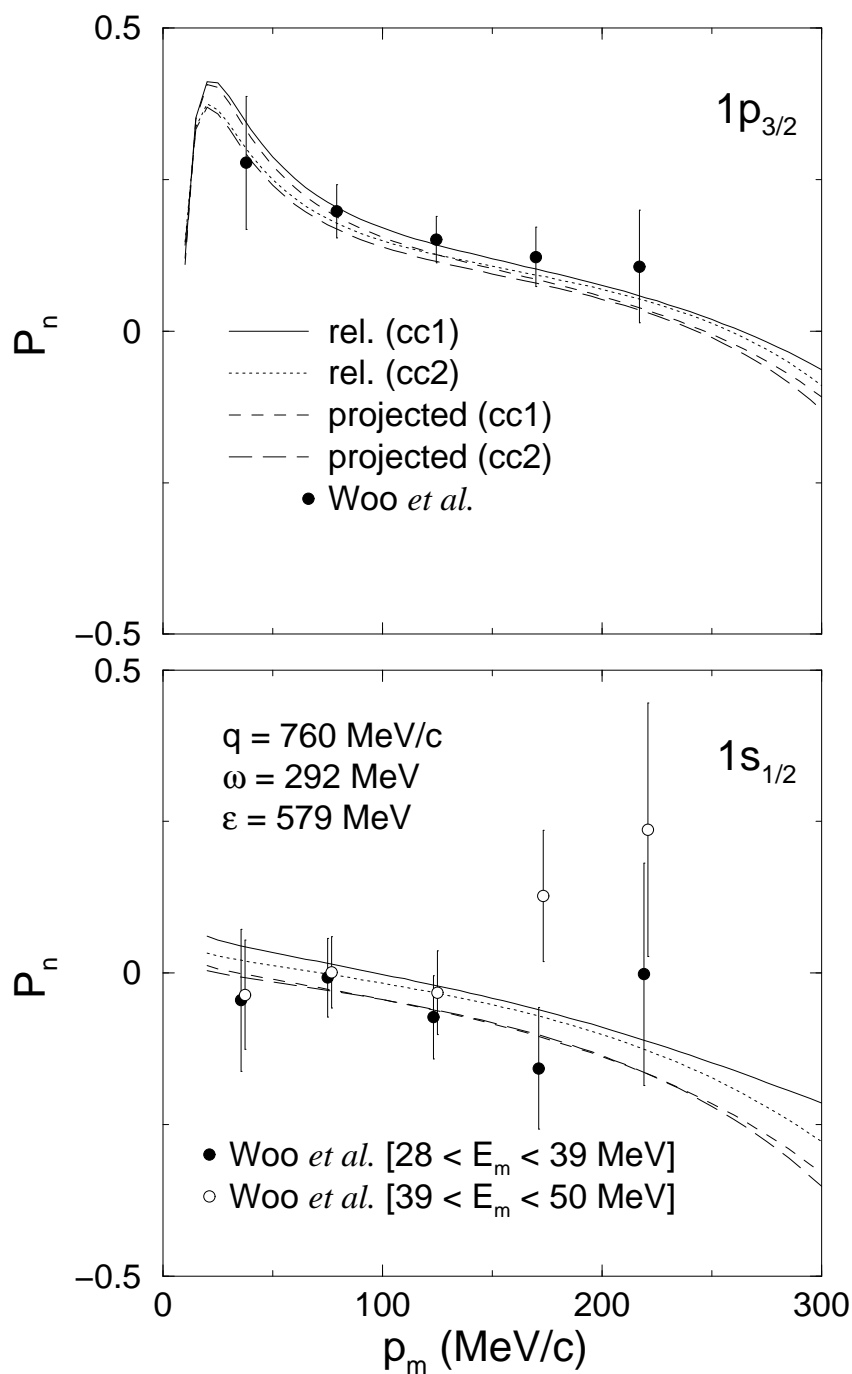 0.5
1p3/2
Pn
0
rel. (cc1)
rel. (cc2)
projected (cc1)
projected (cc2)
Woo et al.
−0.5
0.5
q = 760 MeV/c
ω = 292 MeV
ε = 579 MeV
1s1/2
Pn
0
Woo et al. [28 < Em < 39 MeV]
Woo et al. [39 < Em < 50 MeV]
−0.5
0 100 200 300
pm (MeV/c)